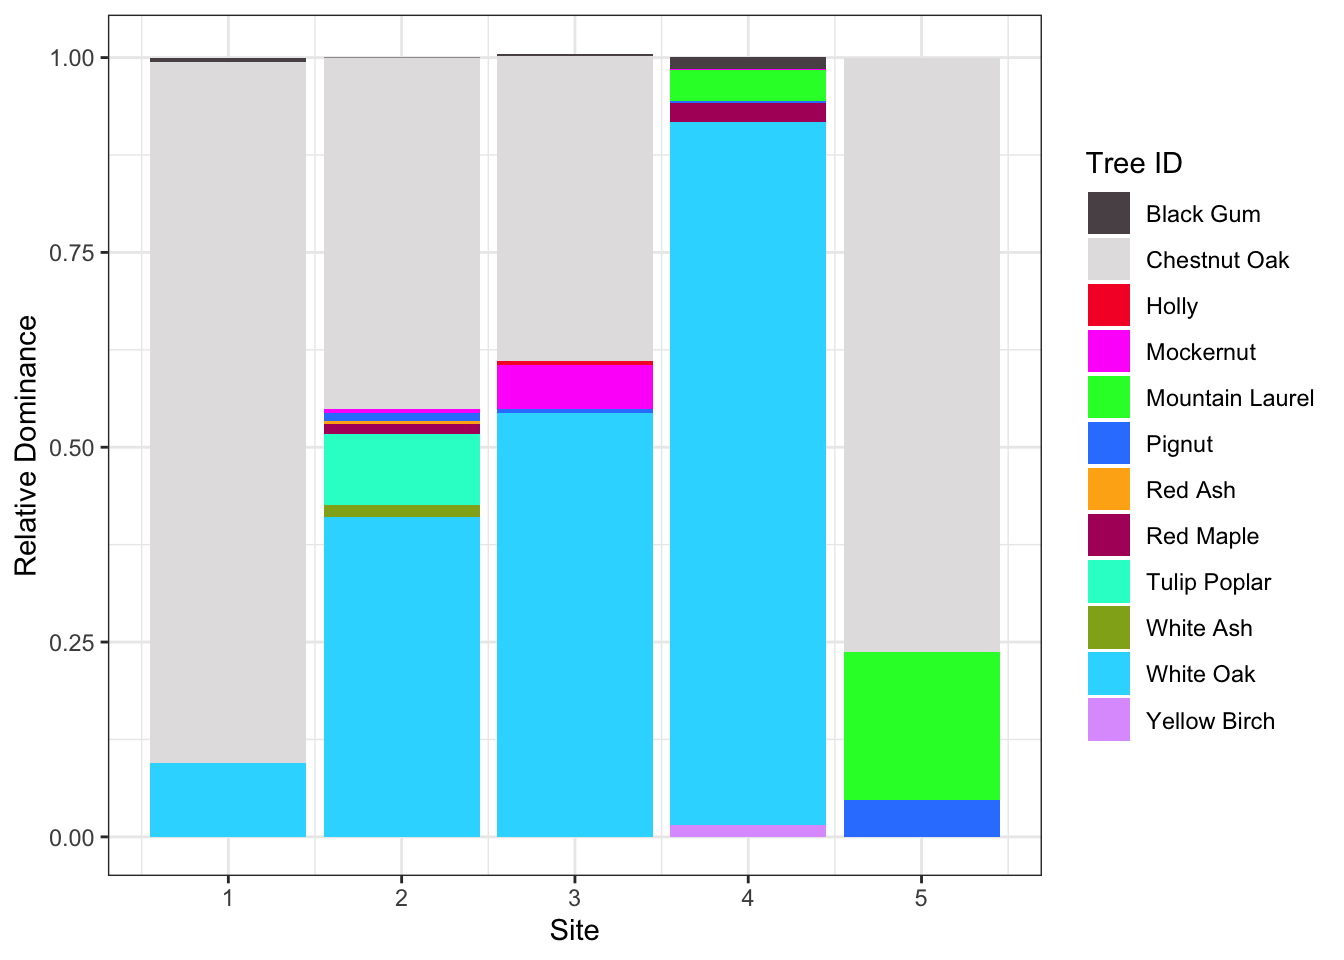 Relative Dominance
1.00
0.75
0.50
0.25
0.00
1 2 3 4 5
Site
Tree ID
Black Gum
Chestnut Oak
Holly
Mockernut
Mountain Laurel
Pignut
Red Ash
Red Maple
Tulip Poplar
White Ash
White Oak
Yellow Birch